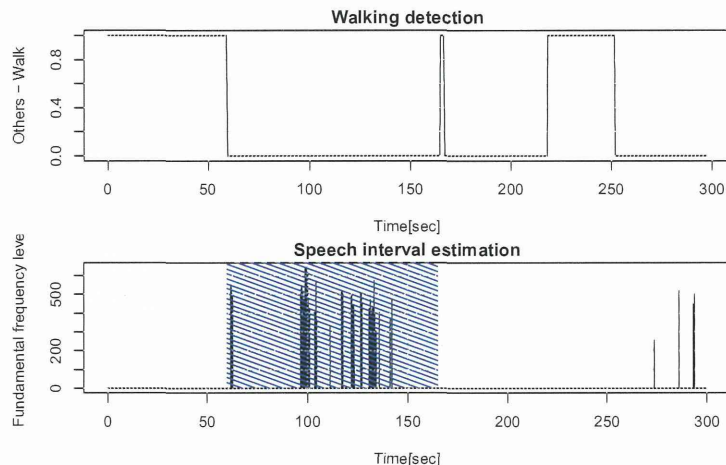 Walking detection
Others − Walk
0.0 0.4 0.8
0 50 100 150 200 250 300
Time[sec]
Speech interval estimation
Fundamental frequency leve
0 200 500
0 50 100 150 200 250 300
Time[sec]